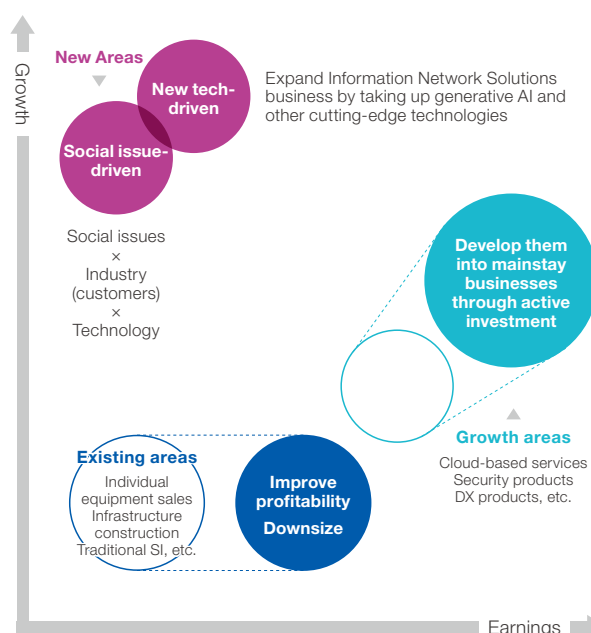 Growth
New Areas
New tech-
driven
Expand Information Network Solutions
business by taking up generative AI and
other cutting-edge technologies
Social issue-
driven
Social issues
×
Industry
(customers)
×
Technology
Develop them
into mainstay
businesses
through active
investment
Growth areas
Cloud-based services
Security products
DX products, etc.
Existing areas
Individual
equipment sales
Infrastructure
construction
Traditional SI, etc.
Improve
profitability
Downsize
Earnings